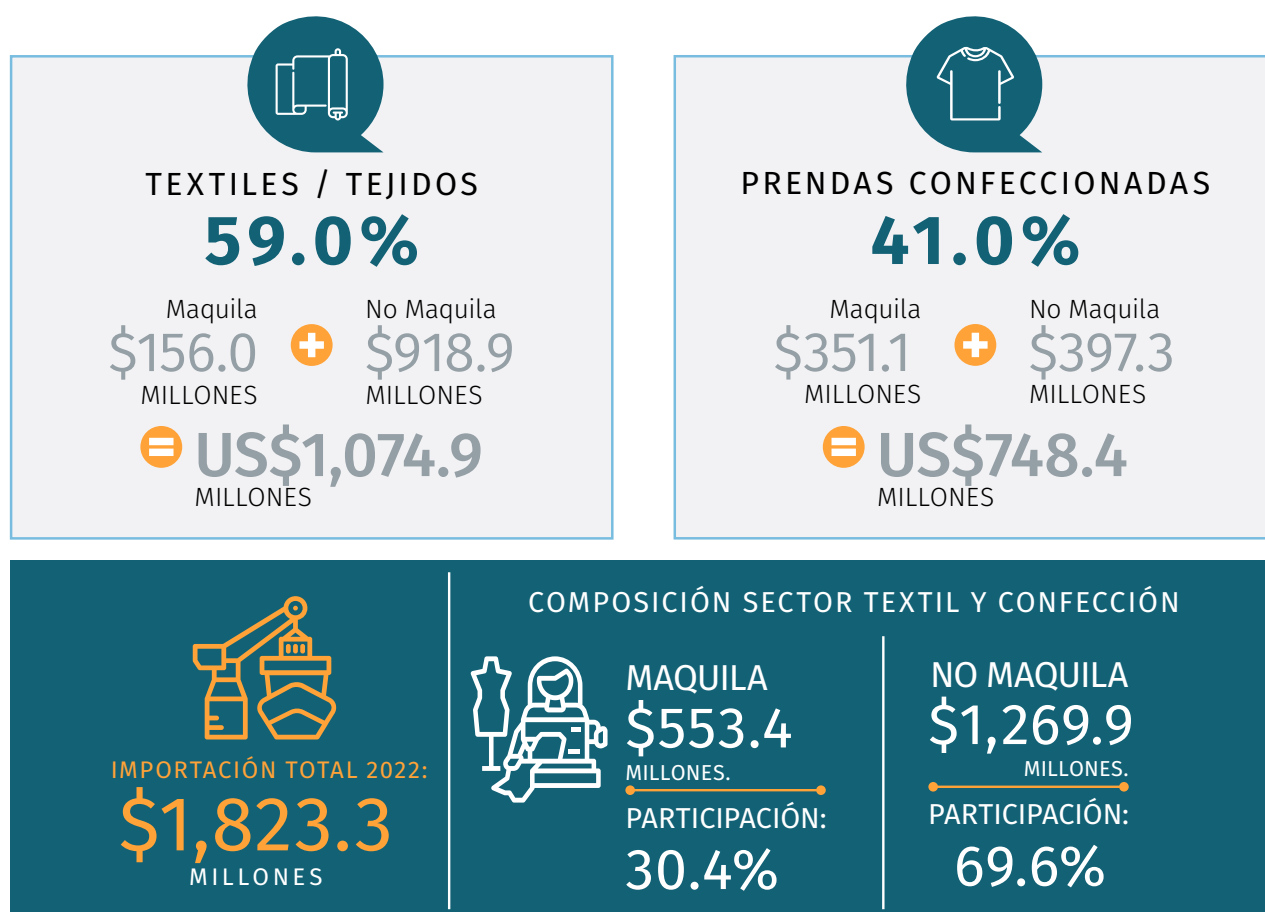 TEXTILES / TEJIDOS
59.0%
Maquila
$156.0
MILLONES
No Maquila
$918.9
MILLONES
US$1,074.9
MILLONES
PRENDAS CONFECCIONADAS
41.0%
Maquila
$351.1
MILLONES
No Maquila
$397.3
MILLONES
US$748.4
MILLONES
IMPORTACIÓN TOTAL 2022:
$1,823.3
MILLONES
COMPOSICIÓN SECTOR TEXTIL Y CONFECCIÓN
MAQUILA
$553.4
MILLONES.
PARTICIPACIÓN:
30.4%
NO MAQUILA
$1,269.9
MILLONES.
PARTICIPACIÓN:
69.6%